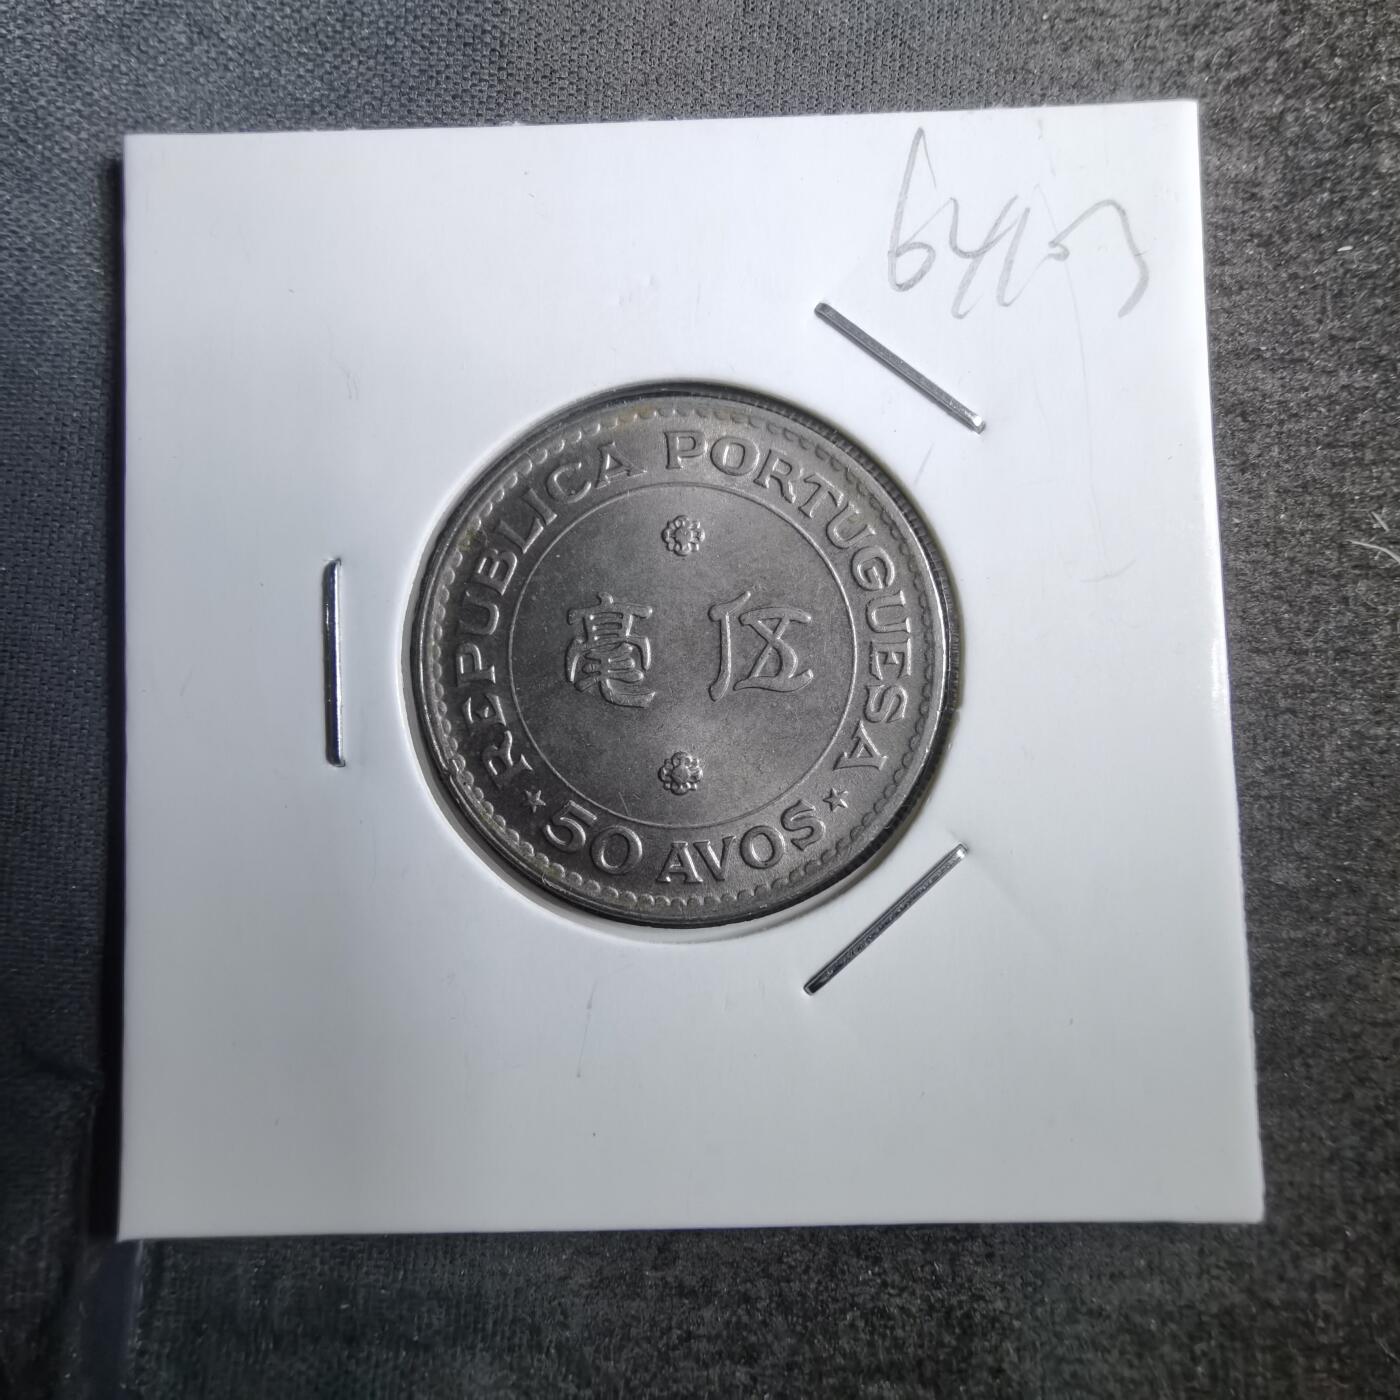 REPUBLICA PORTUGUESA
毫 伍
★ 50 AVOS ★